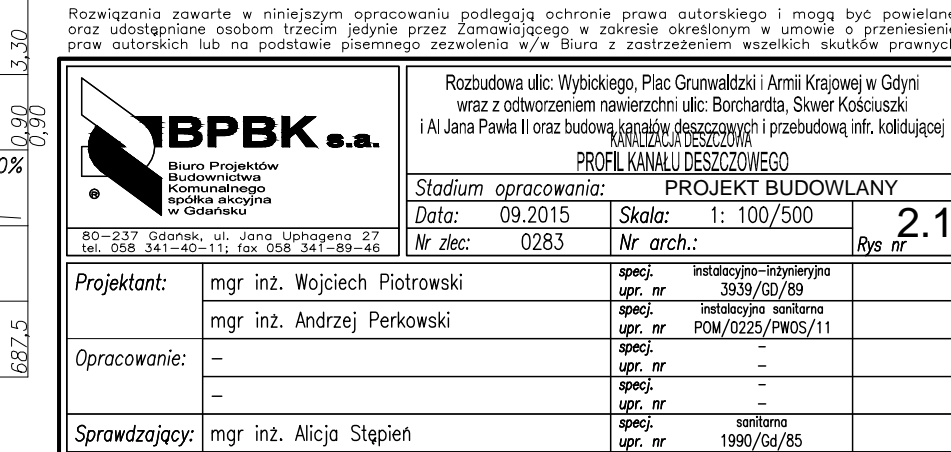 Rozwiązania zawarte w niniejszym opracowaniu podlegają ochronie prawa autorskiego i mogą być powielane
oraz udostępniane osobom trzecim jedynie przez Zamawiającego w zakresie określonym w umowie o przeniesienie
praw autorskich lub na podstawie pisemnego zezwolenia w/w Biura z zastrzeżeniem wszelkich skutków prawnych
3,30
0,90
0,90
0%
687,5
BPBK s.a.
Biuro Projektów
Budownictwa
Komunalnego
spółka akcyjna
w Gdańsku
®
80-237 Gdańsk, ul. Jana Uphagena 27
tel. 058 341-40-11; fax 058 341-89-46
Rozbudowa ulic: Wybickiego, Plac Grunwaldzki i Armii Krajowej w Gdyni
wraz z odtworzeniem nawierzchni ulic: Borchardta, Skwer Kościuszki
i Al Jana Pawła II oraz budową kanałów deszczowych i przebudową infr. kolidującej
KANALIZACJA DESZCZOWA
PROFIL KANAŁU DESZCZOWEGO
Stadium opracowania: PROJEKT BUDOWLANY
Data: 09.2015 Skala: 1: 100/500
Nr zlec: 0283 Nr arch.: Rys nr 2.1
Projektant: mgr inż. Wojciech Piotrowski specj. instalacyjno-inżynieryjna
upr. nr 3939/GD/89
mgr inż. Andrzej Perkowski specj. instalacyjna sanitarna
upr. nr POM/0225/PWOS/11
Opracowanie: - specj. -
upr. nr -
- specj. -
upr. nr -
Sprawdzający: mgr inż. Alicja Stępień specj. sanitarna
upr. nr 1990/Gd/85